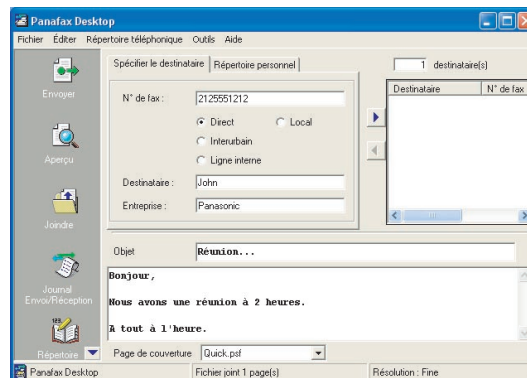 Panafax Desktop
Fichier Éditer Répertoire téléphonique Outils Aide
Envoyer
Aperçu
Joindre
Journal
Envoi/Réception
Répertoire
Spécifier le destinataire Répertoire personnel
N° de fax : 2125551212
Direct Local
Interurbain
Ligne interne
Destinataire : John
Entreprise : Panasonic
1 destinataire(s)
Destinataire N° de fax
Objet Réunion...
Bonjour,
Nous avons une réunion à 2 heures.
A tout à l'heure.
Page de couverture Quick.psf
Panafax Desktop Fichier joint 1 page(s) Résolution : Fine